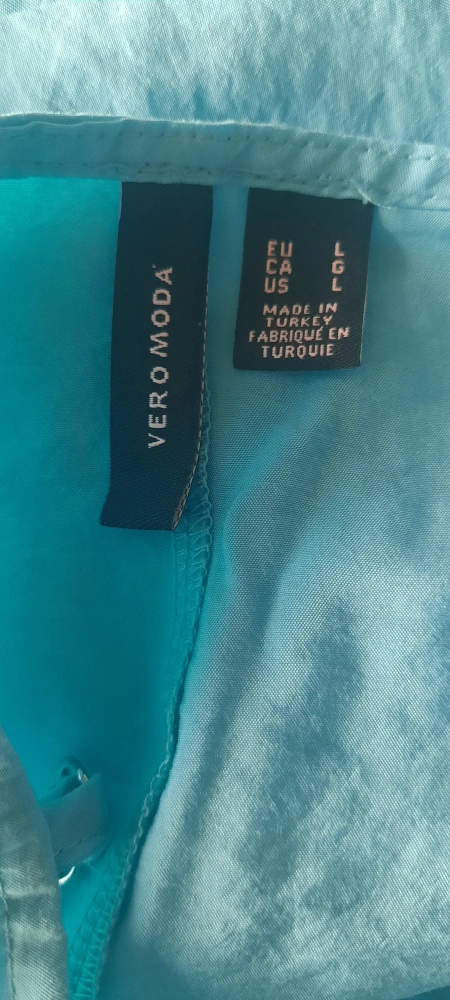 VERO MODA
EU L
CA G
US L
MADE IN
TURKEY
FABRIQUÉ EN
TURQUIE